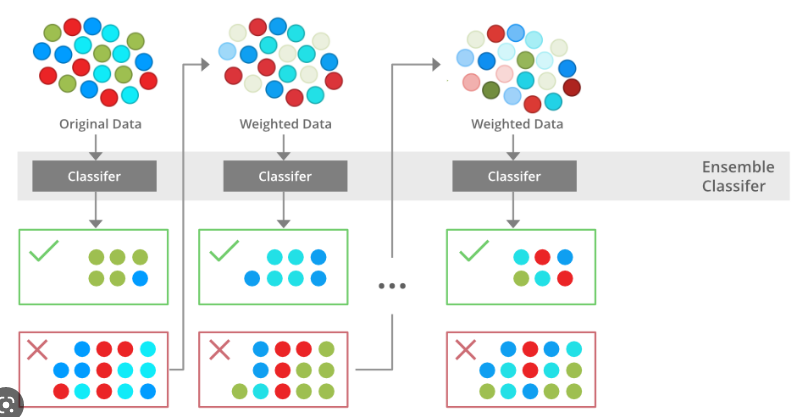 Original Data
Weighted Data
Weighted Data
Classifer
Classifer
Classifer
Ensemble
Classifer
...